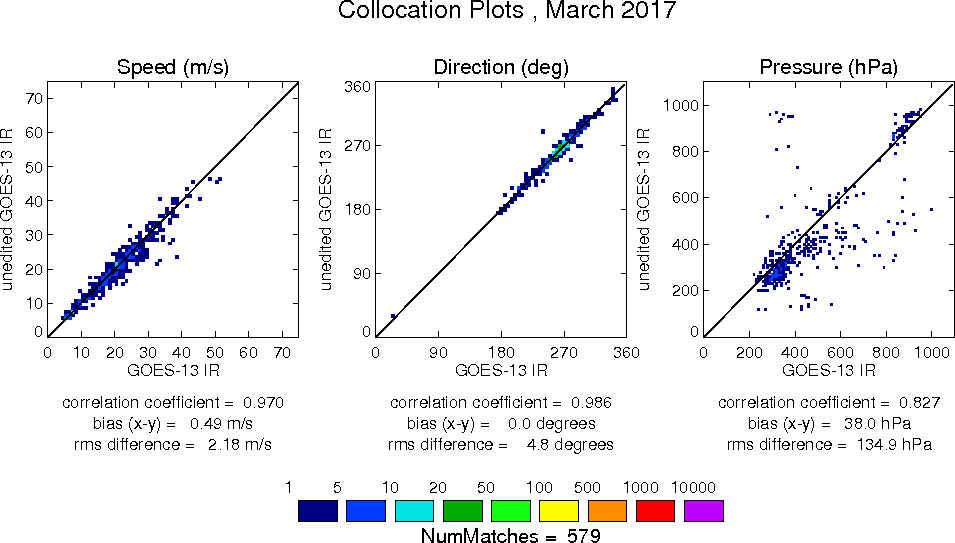 Collocation Plots , March 2017
Speed (m/s)
70
60
50
40
30
20
10
0
unedited GOES-13 IR
0 10 20 30 40 50 60 70
GOES-13 IR
correlation coefficient = 0.970
bias (x-y) = 0.49 m/s
rms difference = 2.18 m/s
Direction (deg)
360
270
180
90
0
unedited GOES-13 IR
0 90 180 270 360
GOES-13 IR
correlation coefficient = 0.986
bias (x-y) = 0.0 degrees
rms difference = 4.8 degrees
Pressure (hPa)
1000
800
600
400
200
0
unedited GOES-13 IR
0 200 400 600 800 1000
GOES-13 IR
correlation coefficient = 0.827
bias (x-y) = 38.0 hPa
rms difference = 134.9 hPa
1 5 10 20 50 100 500 1000 10000
NumMatches = 579